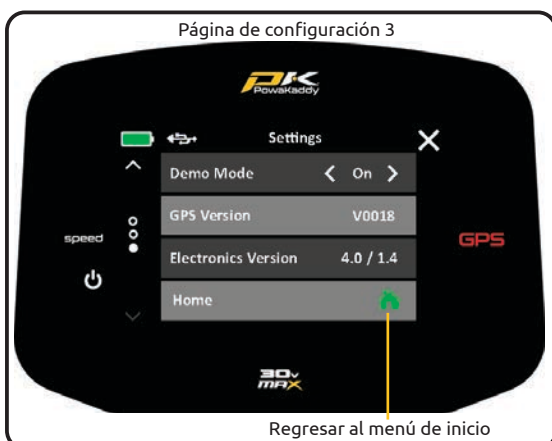 Página de configuración 3
PK
PowaKaddy
Settings
Demo Mode < On >
GPS Version V0018
speed
GPS
Electronics Version 4.0 / 1.4
Home
30v
MAX
Regresar al menú de inicio